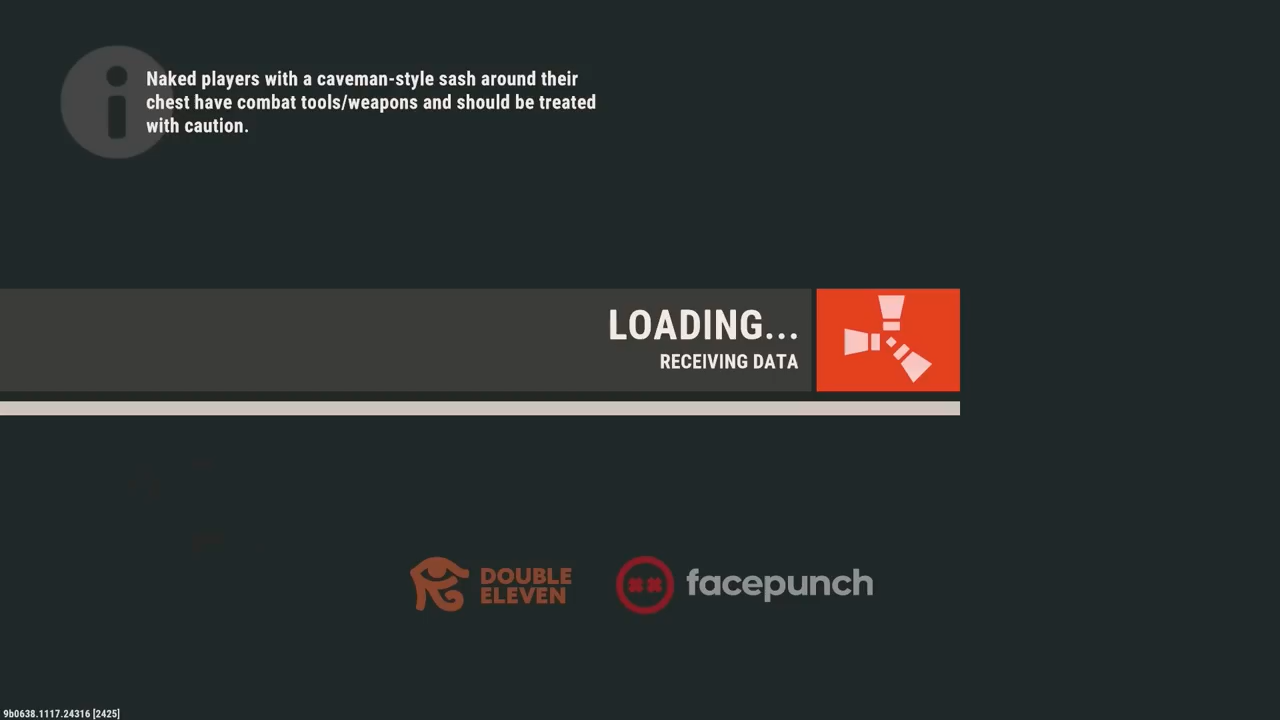 Naked players with a caveman-style sash around their
chest have combat tools/weapons and should be treated
with caution.
LOADING...
RECEIVING DATA
DOUBLE
ELEVEN
facepunch
9b0638.1117.24316 [2425]